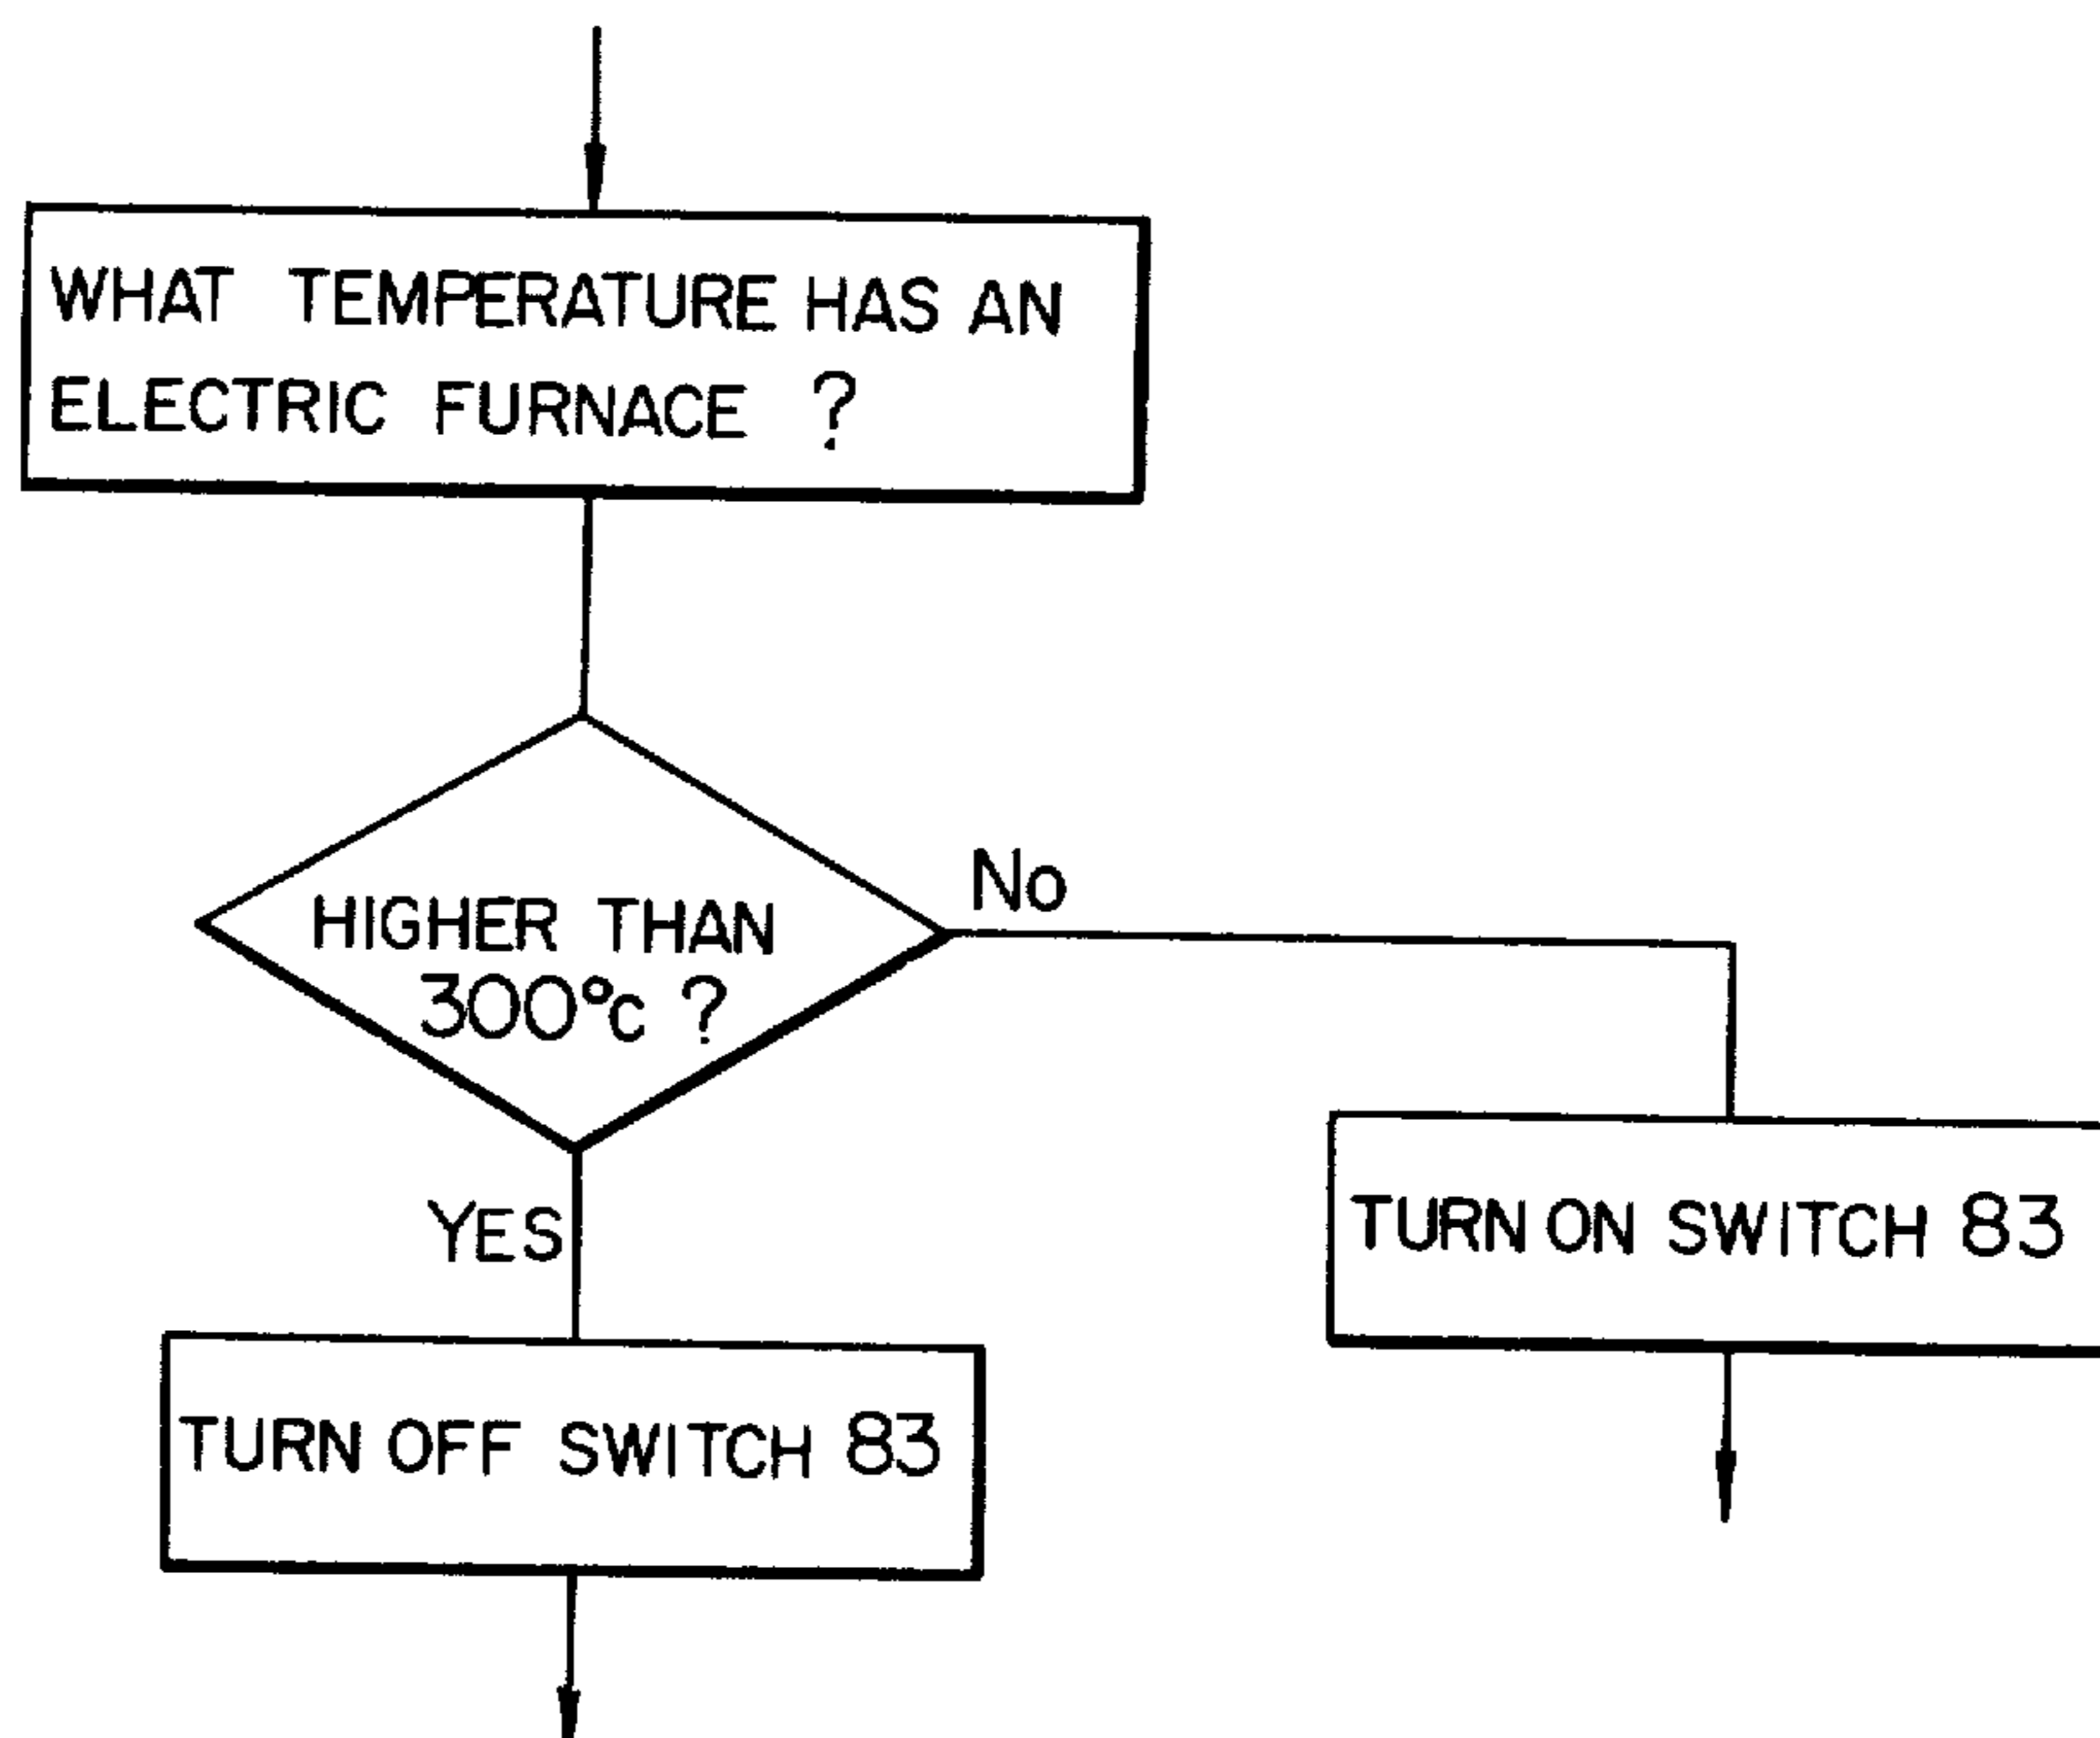 WHAT TEMPERATURE HAS AN
ELECTRIC FURNACE ?
HIGHER THAN
300°c ?
No
YES
TURN ON SWITCH 83
TURN OFF SWITCH 83